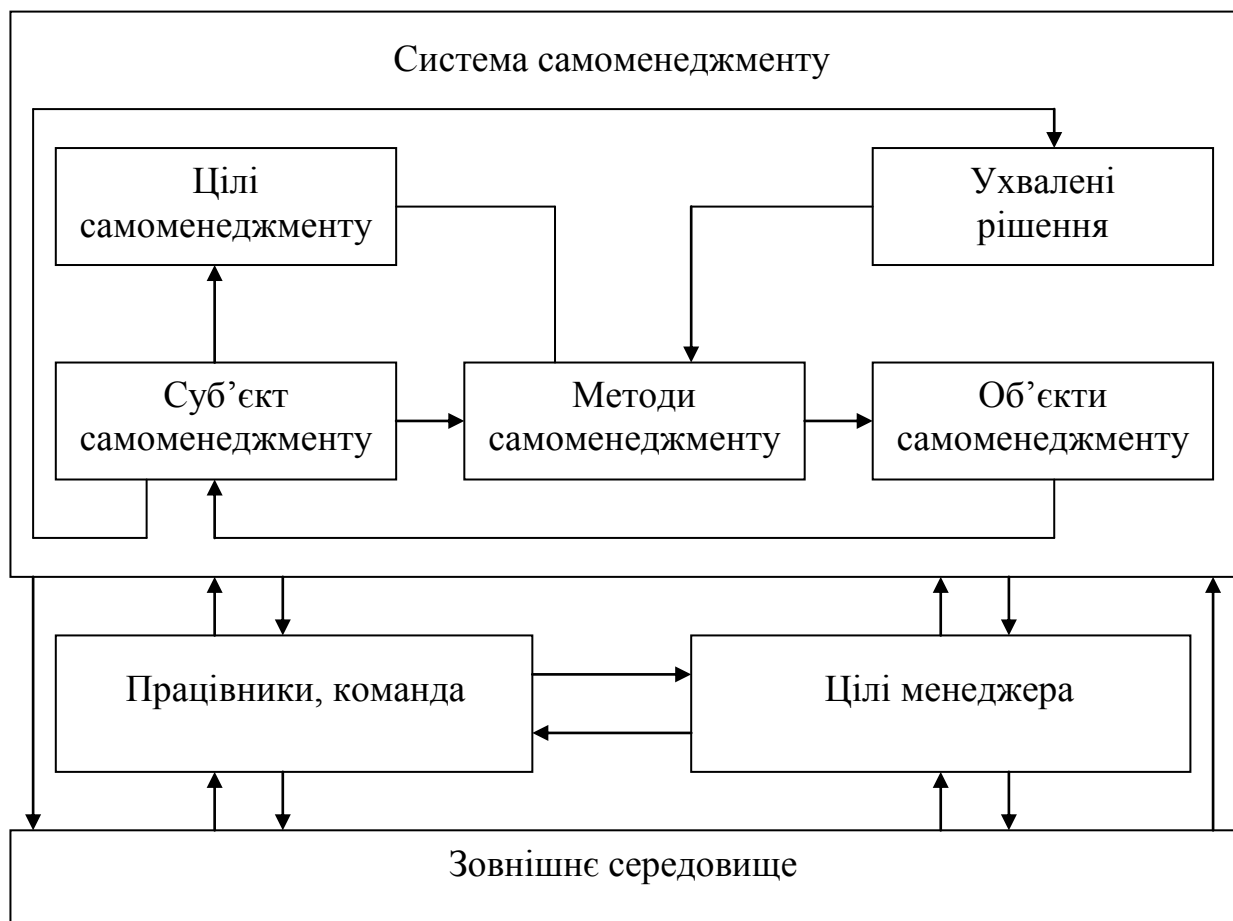 Система самоменеджменту
Цілі
самоменеджменту
Ухвалені
рішення
Суб’єкт
самоменеджменту
Методи
самоменеджменту
Об’єкти
самоменеджменту
Працівники, команда
Цілі менеджера
Зовнішнє середовище